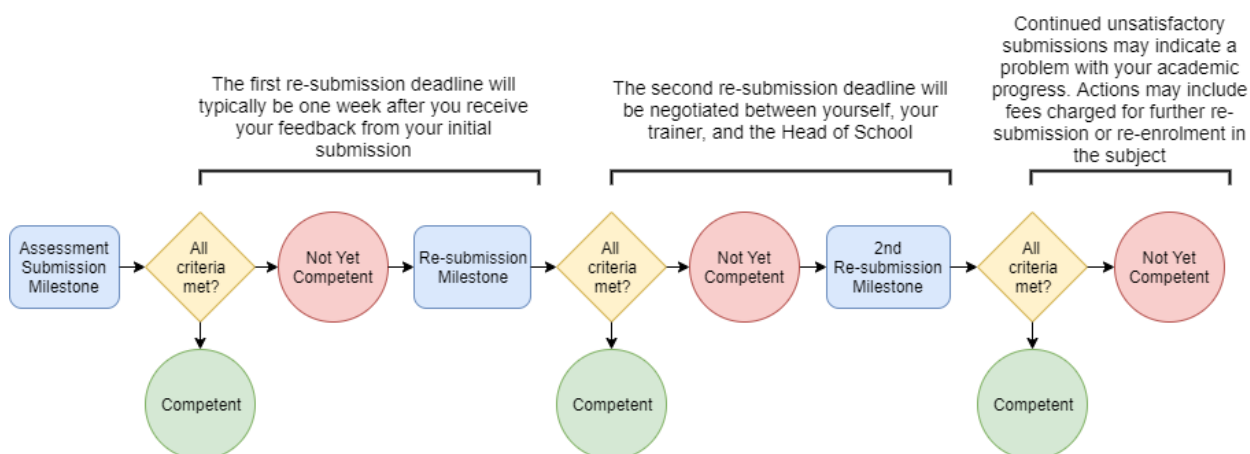 The first re-submission deadline will
typically be one week after you receive
your feedback from your initial
submission
The second re-submission deadline will
be negotiated between yourself, your
trainer, and the Head of School
Continued unsatisfactory
submissions may indicate a
problem with your academic
progress. Actions may include
fees charged for further re-
submission or re-enrolment in
the subject
Assessment
Submission
Milestone
All
criteria
met?
Not Yet
Competent
Re-submission
Milestone
All
criteria
met?
Not Yet
Competent
2nd
Re-submission
Milestone
All
criteria
met?
Not Yet
Competent
Competent
Competent
Competent